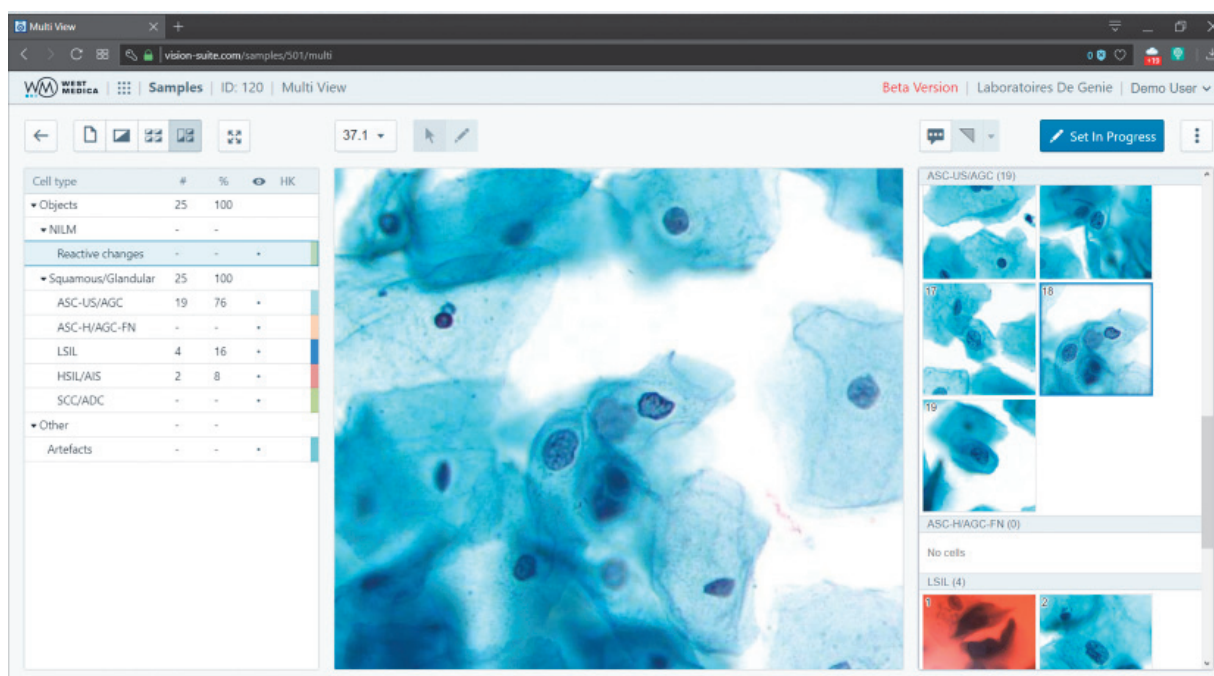 Multi View
vision-suite.com/samples/501/multi
0
+19
WM WEST MEDICA | Samples | ID: 120 | Multi View
Beta Version | Laboratoires De Genie | Demo User
37.1
Set In Progress
Cell type # % HK
Objects 25 100
NILM - -
Reactive changes - - •
Squamous/Glandular 25 100
ASC-US/AGC 19 76 •
ASC-H/AGC-FN - - •
LSIL 4 16 •
HSIL/AIS 2 8 •
SCC/ADC - - •
Other - -
Artefacts - - •
ASC-US/AGC (19)
17 18
19
ASC-H/AGC-FN (0)
No cells
LSIL (4)
1 2